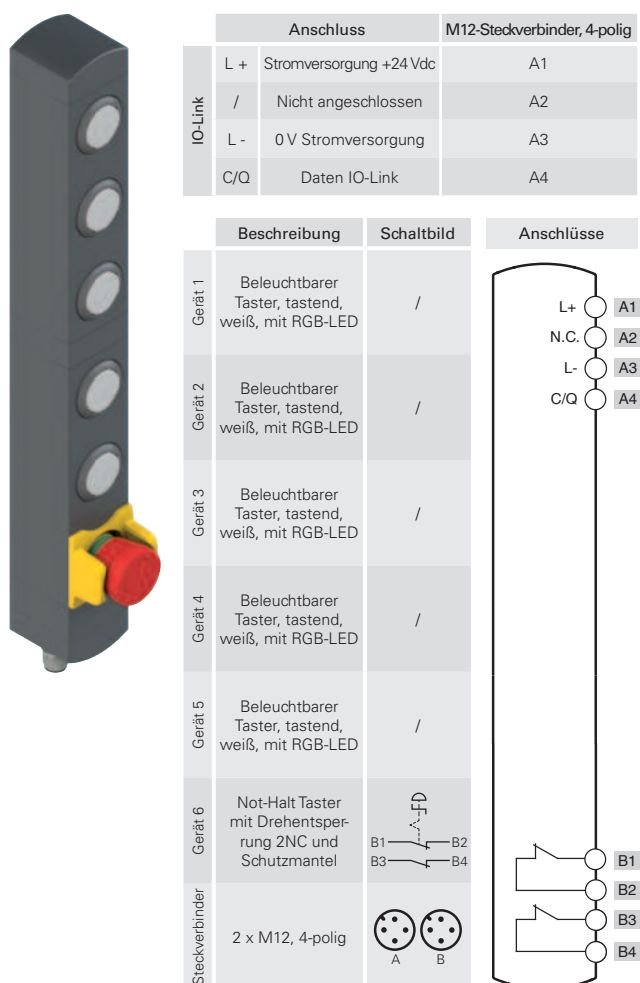 Anschluss M12-Steckverbinder, 4-polig
IO-Link
L + Stromversorgung +24 Vdc A1
/ Nicht angeschlossen A2
L - 0 V Stromversorgung A3
C/Q Daten IO-Link A4
Beschreibung Schaltbild Anschlüsse
Gerät 1
Beleuchtbarer
Taster, tastend,
weiß, mit RGB-LED
/
Gerät 2
Beleuchtbarer
Taster, tastend,
weiß, mit RGB-LED
/
Gerät 3
Beleuchtbarer
Taster, tastend,
weiß, mit RGB-LED
/
Gerät 4
Beleuchtbarer
Taster, tastend,
weiß, mit RGB-LED
/
Gerät 5
Beleuchtbarer
Taster, tastend,
weiß, mit RGB-LED
/
Gerät 6
Not-Halt Taster
mit Drehentsper-
rung 2NC und
Schutzmantel
B1 B2
B3 B4
Steckverbinder
2 x M12, 4-polig
A B
L+ A1
N.C. A2
L- A3
C/Q A4
B1
B2
B3
B4